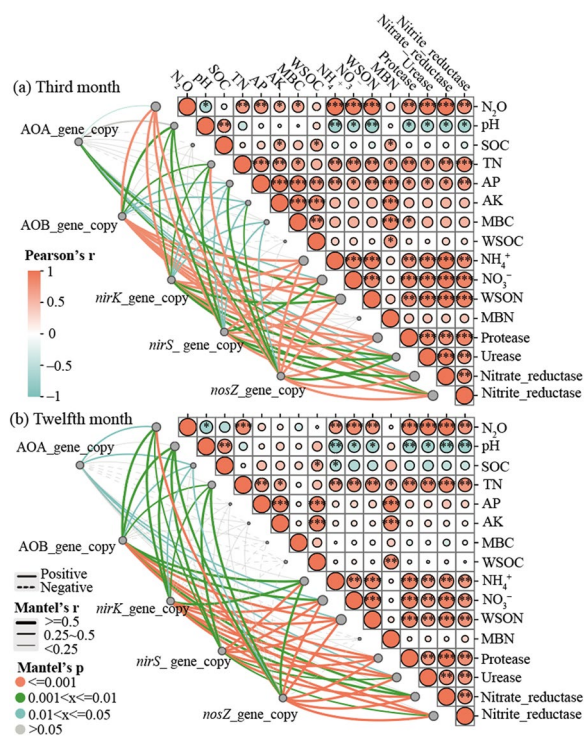 (a) Third month
N₂O
pH
SOC
TN
AP
AK
MBC
WSOC
NH₄⁺
NO₃⁻
WSON
MBN
Protease
Urease
Nitrate_reductase
Nitrite_reductase
N₂O
pH
SOC
TN
AP
AK
MBC
WSOC
NH₄⁺
NO₃⁻
WSON
MBN
Protease
Urease
Nitrate_reductase
Nitrite_reductase
AOA_gene_copy
AOB_gene_copy
nirK_gene_copy
nirS_ gene_copy
nosZ_gene_copy
Pearson's r
1
0.5
0
−0.5
−1
(b) Twelfth month
N₂O
pH
SOC
TN
AP
AK
MBC
WSOC
NH₄⁺
NO₃⁻
WSON
MBN
Protease
Urease
Nitrate_reductase
Nitrite_reductase
AOA_gene_copy
AOB_gene_copy
nirK_gene_copy
nirS_ gene_copy
nosZ_gene_copy
Positive
Negative
Mantel's r
>=0.5
0.25~0.5
<0.25
Mantel's p
<=0.001
0.001<x<=0.01
0.01<x<=0.05
>0.05